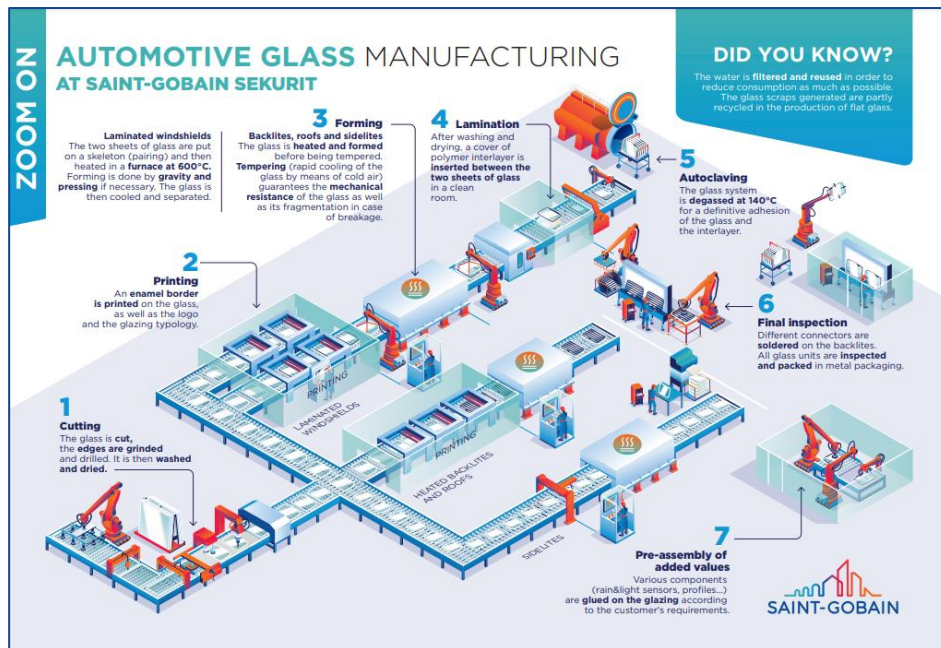 ZOOM ON
AUTOMOTIVE GLASS MANUFACTURING
AT SAINT-GOBAIN SEKURIT
DID YOU KNOW?
The water is filtered and reused in order to
reduce consumption as much as possible.
The glass scraps generated are partly
recycled in the production of flat glass.
Laminated windshields
The two sheets of glass are put
on a skeleton (pairing) and then
heated in a furnace at 600°C.
Forming is done by gravity and
pressing if necessary. The glass is
then cooled and separated.
3 Forming
Backlites, roofs and sidelites
The glass is heated and formed
before being tempered.
Tempering (rapid cooling of the
glass by means of cold air)
guarantees the mechanical
resistance of the glass as well
as its fragmentation in case
of breakage.
4 Lamination
After washing and
drying, a cover of
polymer interlayer is
inserted between the
two sheets of glass
in a clean
room.
5
Autoclaving
The glass system
is degassed at 140°C
for a definitive adhesion
of the glass and
the interlayer.
2
Printing
An enamel border
is printed on the glass,
as well as the logo
and the glazing typology.
6
Final inspection
Different connectors are
soldered on the backlites.
All glass units are inspected
and packed in metal packaging.
1
Cutting
The glass is cut,
the edges are grinded
and drilled. It is then washed
and dried.
PRINTING
LAMINATED
WINDSHIELDS
PRINTING
HEATED BACKLITES
AND ROOFS
SIDELITES
7
Pre-assembly of
added values
Various components
(rain&light sensors, profiles...)
are glued on the glazing according
to the customer's requirements.
SAINT-GOBAIN